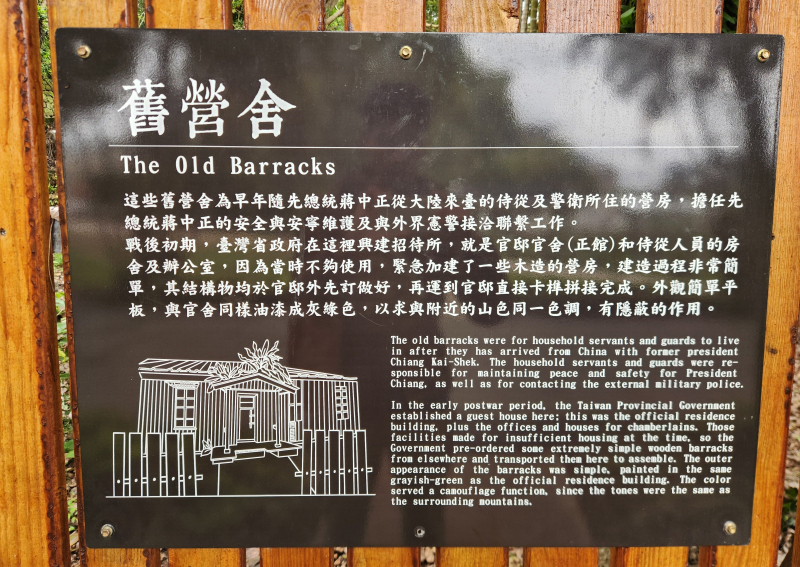 舊營舍
The Old Barracks
這些舊營舍為早年隨先總統蔣中正從大陸來臺的侍從及警衛所住的營房，擔任先
總統蔣中正的安全與安寧維護及與外界憲警接洽聯繫工作。
戰後初期，臺灣省政府在這裡興建招待所，就是官邸官舍(正館)和侍從人員的房
舍及辦公室，因為當時不夠使用，緊急加建了一些木造的營房，建造過程非常簡
單，其結構物均於官邸外先訂做好，再運到官邸直接卡榫拼接完成。外觀簡單平
板，與官舍同樣油漆成灰綠色，以求與附近的山色同一色調，有隱蔽的作用。
The old barracks were for household servants and guards to live
in after they has arrived from China with former president
Chiang Kai-Shek. The household servants and guards were re-
sponsible for maintaining peace and safety for President
Chiang, as well as for contacting the external military police.
In the early postwar period, the Taiwan Provincial Government
established a guest house here; this was the official residence
building, plus the offices and houses for chamberlains. Those
facilities made for insufficient housing at the time, so the
Government pre-ordered some extremely simple wooden barracks
from elsewhere and transported them here to assemble. The outer
appearance of the barracks was simple, painted in the same
grayish-green as the official residence building. The color
served a camouflage function, since the tones were the same as
the surrounding mountains.